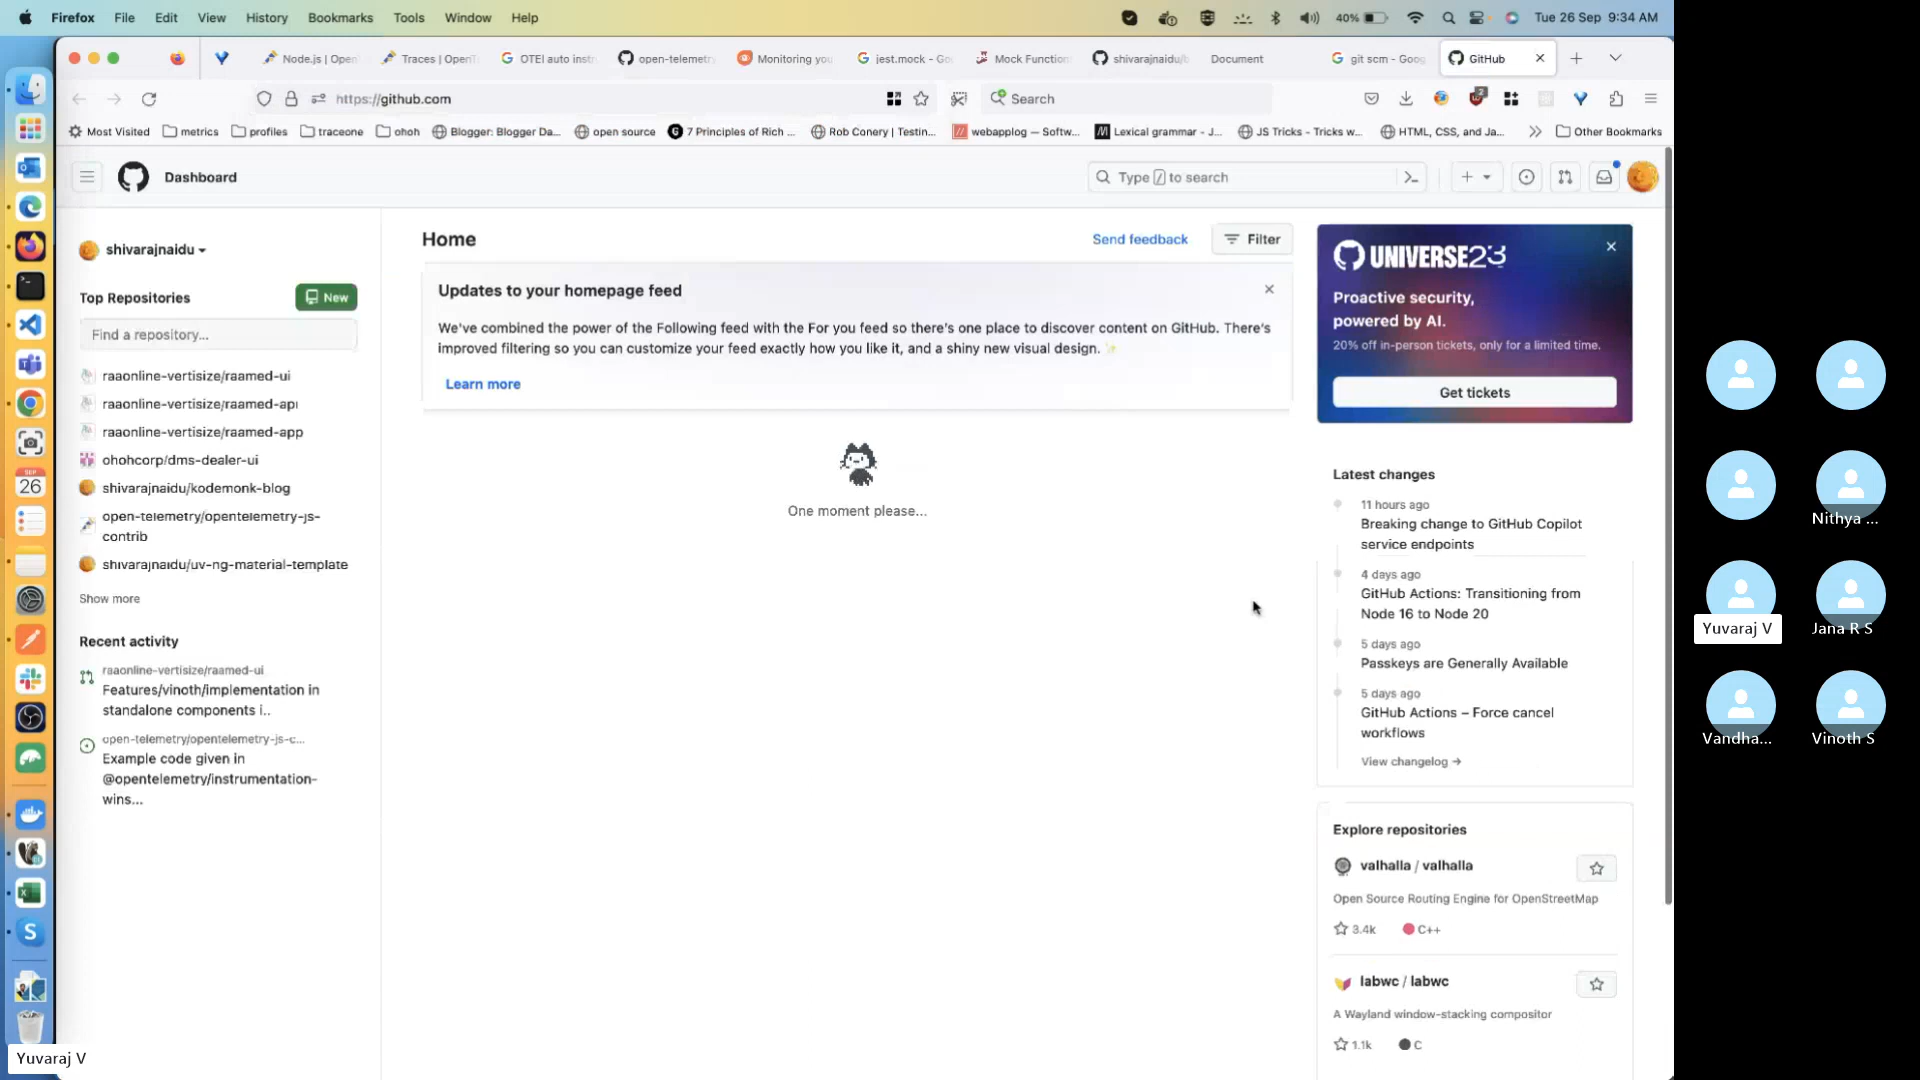 Firefox File Edit View History Bookmarks Tools Window Help
40% Tue 26 Sep 9:34 AM
Node.js | Open
Traces | OpenT
OTEl auto inst
open-telemetry
Monitoring you
jest.mock - Go
Mock Function
shivarajnaidu/b
Document
git scm - Goog
GitHub
https://github.com
Search
2
Most Visited
metrics
profiles
traceone
ohoh
Blogger: Blogger Da...
open source
7 Principles of Rich ...
Rob Conery | Testin...
webapplog — Softw...
Lexical grammar - J...
JS Tricks - Tricks w...
HTML, CSS, and Ja...
Other Bookmarks
Dashboard
Type / to search
shivarajnaidu
Top Repositories
New
Find a repository...
raaonline-vertisize/raamed-ui
raaonline-vertisize/raamed-api
raaonline-vertisize/raamed-app
ohohcorp/dms-dealer-ui
shivarajnaidu/kodemonk-blog
open-telemetry/opentelemetry-js-
contrib
shivarajnaidu/uv-ng-material-template
Show more
Recent activity
raaonline-vertisize/raamed-ui
Features/vinoth/implementation in
standalone components i..
open-telemetry/opentelemetry-js-c...
Example code given in
@opentelemetry/instrumentation-
wins...
Home
Send feedback
Filter
Updates to your homepage feed
We've combined the power of the Following feed with the For you feed so there's one place to discover content on GitHub. There's
improved filtering so you can customize your feed exactly how you like it, and a shiny new visual design.
Learn more
One moment please...
UNIVERSE23
Proactive security,
powered by AI.
20% off in-person tickets, only for a limited time.
Get tickets
Latest changes
11 hours ago
Breaking change to GitHub Copilot
service endpoints
4 days ago
GitHub Actions: Transitioning from
Node 16 to Node 20
5 days ago
Passkeys are Generally Available
5 days ago
GitHub Actions – Force cancel
workflows
View changelog →
Explore repositories
valhalla / valhalla
Open Source Routing Engine for OpenStreetMap
3.4k C++
labwc / labwc
A Wayland window-stacking compositor
1.1k C
SEP
26
S
Yuvaraj V
Nithya ...
Yuvaraj V
Jana R S
Vandha...
Vinoth S